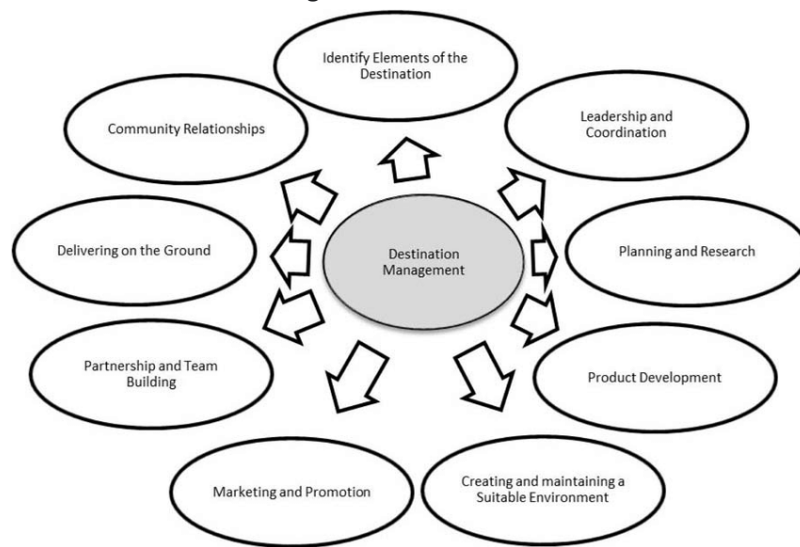 Identify Elements of the
Destination
Leadership and
Coordination
Planning and Research
Product Development
Creating and maintaining a
Suitable Environment
Marketing and Promotion
Partnership and Team
Building
Delivering on the Ground
Community Relationships
Destination
Management